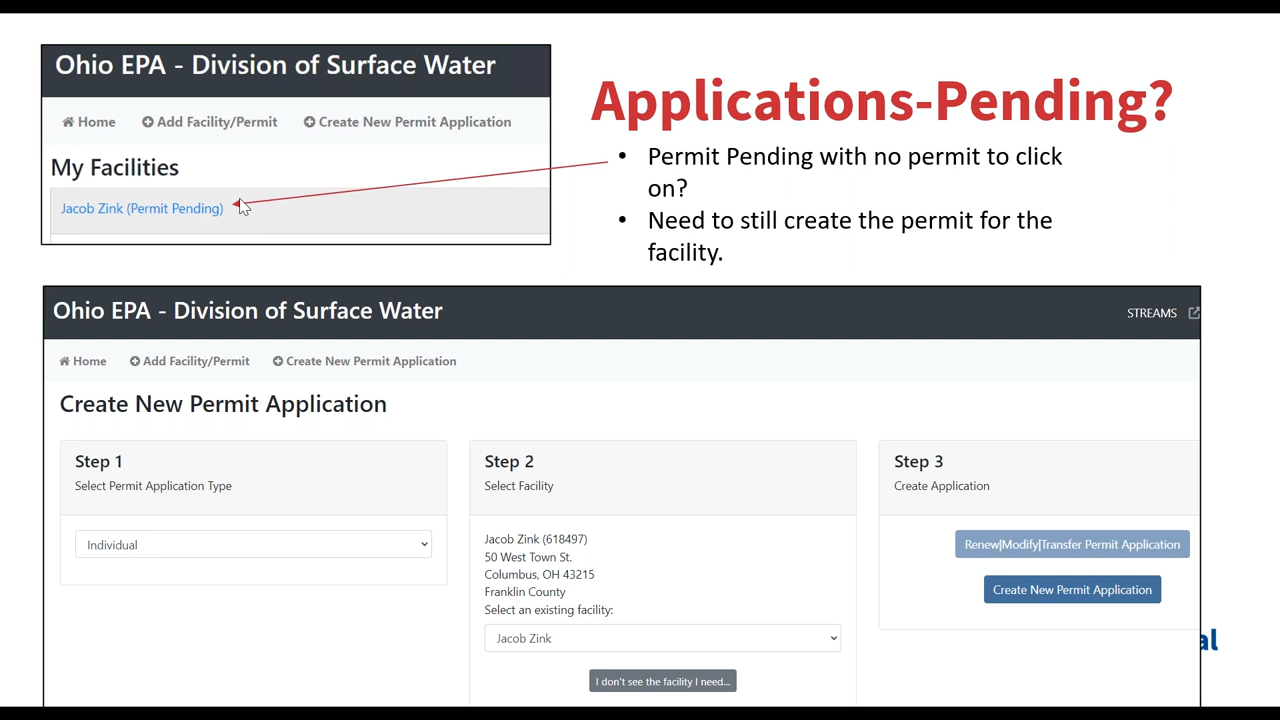 Ohio EPA - Division of Surface Water
Home Add Facility/Permit Create New Permit Application
My Facilities
Jacob Zink (Permit Pending)
Applications-Pending?
• Permit Pending with no permit to click
on?
• Need to still create the permit for the
facility.
Ohio EPA - Division of Surface Water
STREAMS
Home Add Facility/Permit Create New Permit Application
Create New Permit Application
Step 1
Select Permit Application Type
Individual
Step 2
Select Facility
Jacob Zink (618497)
50 West Town St.
Columbus, OH 43215
Franklin County
Select an existing facility:
Jacob Zink
I don't see the facility I need...
Step 3
Create Application
Renew|Modify|Transfer Permit Application
Create New Permit Application